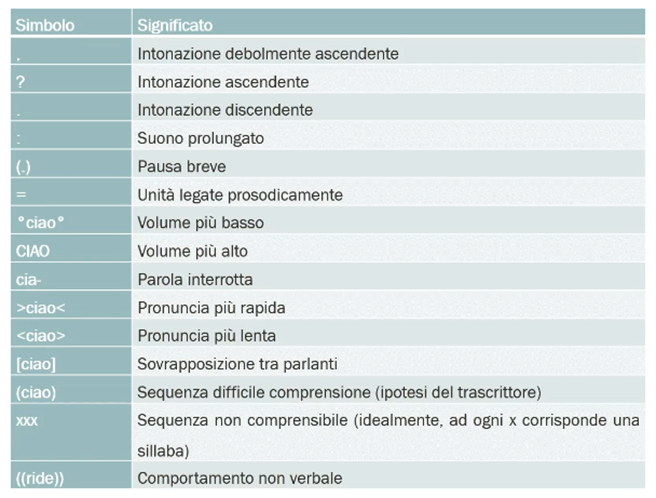 Simbolo Significato
, Intonazione debolmente ascendente
? Intonazione ascendente
. Intonazione discendente
: Suono prolungato
(.) Pausa breve
= Unità legate prosodicamente
°ciao° Volume più basso
CIAO Volume più alto
cia- Parola interrotta
>ciao< Pronuncia più rapida
<ciao> Pronuncia più lenta
[ciao] Sovrapposizione tra parlanti
(ciao) Sequenza difficile comprensione (ipotesi del trascrittore)
xxx Sequenza non comprensibile (idealmente, ad ogni x corrisponde una
sillaba)
((ride)) Comportamento non verbale